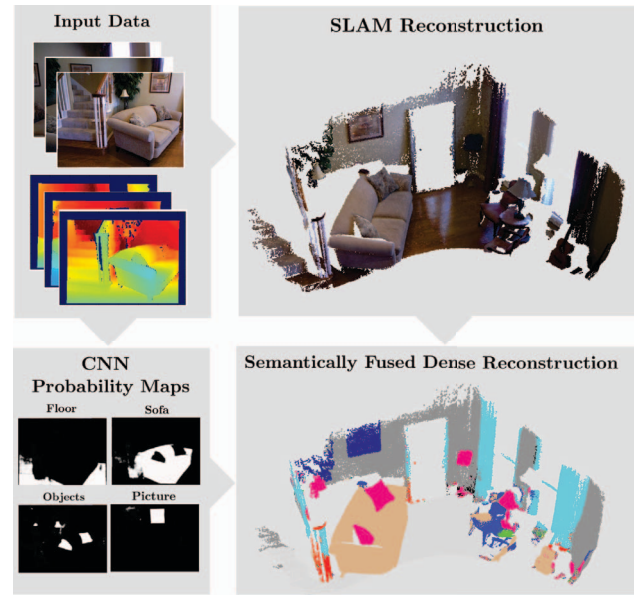 Input Data
SLAM Reconstruction
CNN
Probability Maps
Floor
Sofa
Objects
Picture
Semantically Fused Dense Reconstruction